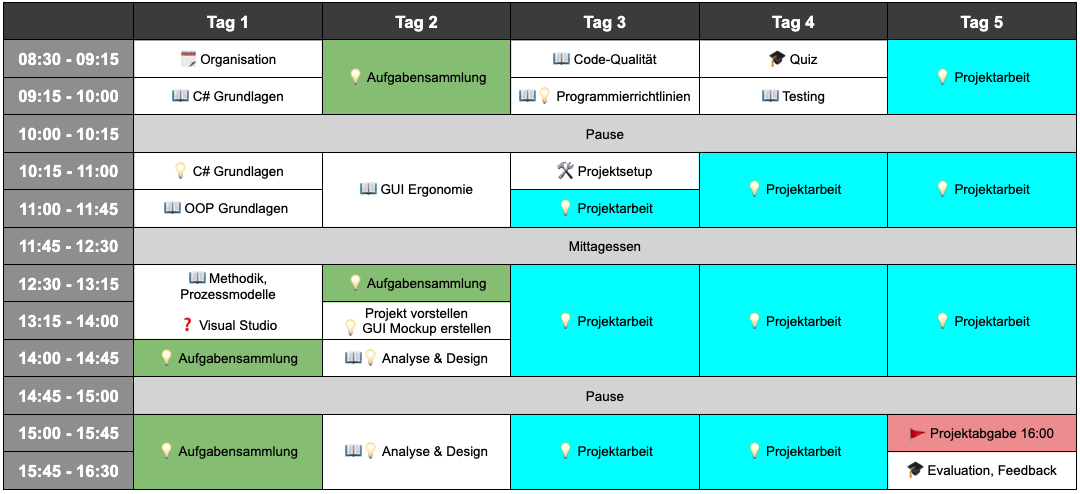 Tag 1 Tag 2 Tag 3 Tag 4 Tag 5
08:30 - 09:15 Organisation Aufgabensammlung Code-Qualität Quiz Projektarbeit
09:15 - 10:00 C# Grundlagen Programmierrichtlinien Testing
10:00 - 10:15 Pause
10:15 - 11:00 C# Grundlagen GUI Ergonomie Projektsetup Projektarbeit Projektarbeit
11:00 - 11:45 OOP Grundlagen Projektarbeit
11:45 - 12:30 Mittagessen
12:30 - 13:15 Methodik, Aufgabensammlung Projektarbeit Projektarbeit Projektarbeit
Prozessmodelle
13:15 - 14:00 Visual Studio Projekt vorstellen
GUI Mockup erstellen
14:00 - 14:45 Aufgabensammlung Analyse & Design
14:45 - 15:00 Pause
15:00 - 15:45 Aufgabensammlung Analyse & Design Projektarbeit Projektarbeit Projektabgabe 16:00
15:45 - 16:30 Evaluation, Feedback